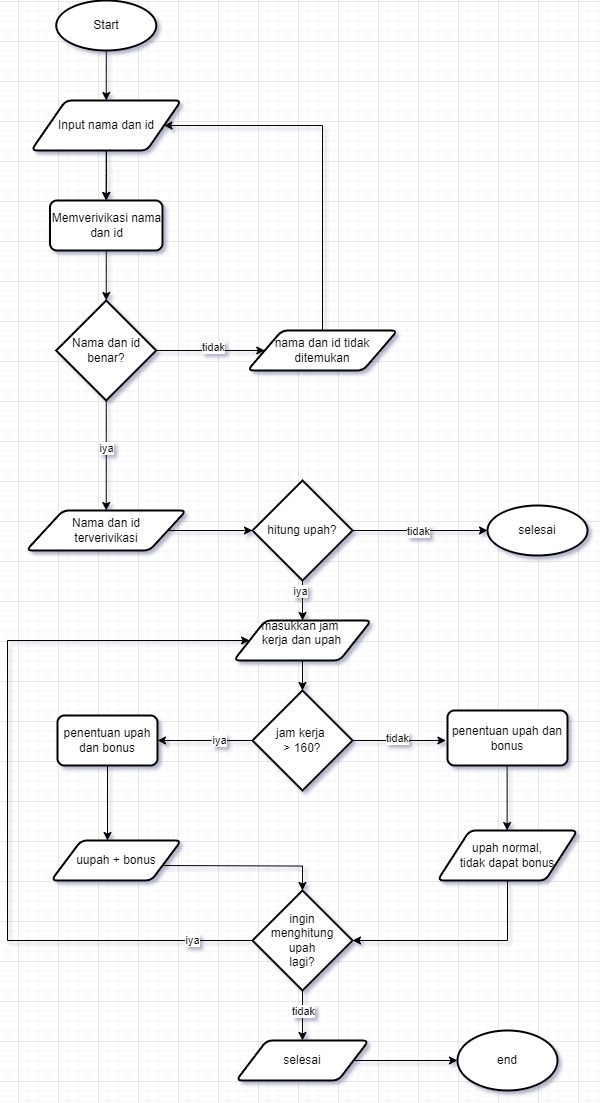 Start
Input nama dan id
Memverivikasi nama
dan id
Nama dan id
benar?
tidak
nama dan id tidak
ditemukan
iya
Nama dan id
terverivikasi
hitung upah?
tidak
selesai
iya
masukkan jam
kerja dan upah
penentuan upah
dan bonus
iya
jam kerja
> 160?
tidak
penentuan upah dan
bonus
uupah + bonus
upah normal,
tidak dapat bonus
ingin
menghitung
upah
lagi?
iya
tidak
selesai
end